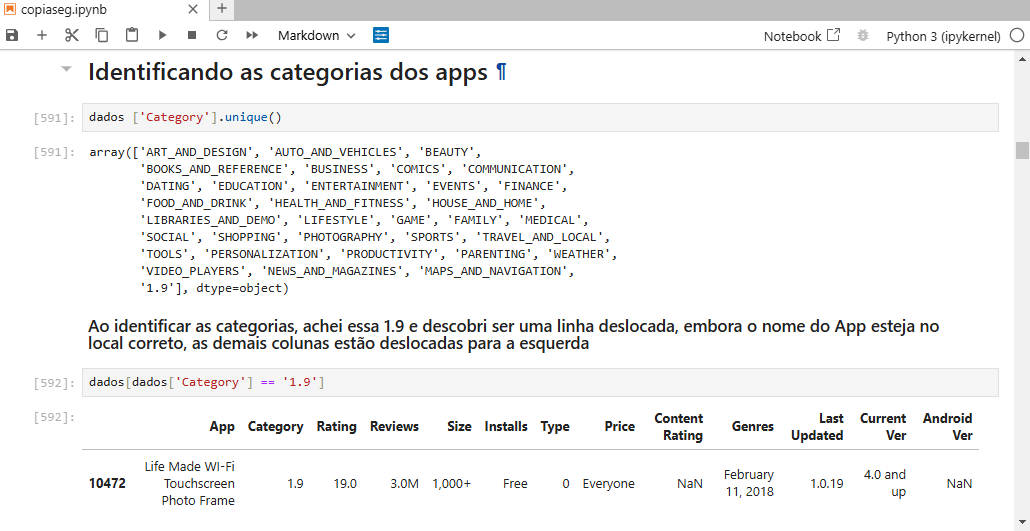 copiaseg.ipynb
Markdown
Notebook
Python 3 (ipykernel)
Identificando as categorias dos apps ¶
[591]:
dados ['Category'].unique()
[591]:
array(['ART_AND_DESIGN', 'AUTO_AND_VEHICLES', 'BEAUTY',
'BOOKS_AND_REFERENCE', 'BUSINESS', 'COMICS', 'COMMUNICATION',
'DATING', 'EDUCATION', 'ENTERTAINMENT', 'EVENTS', 'FINANCE',
'FOOD_AND_DRINK', 'HEALTH_AND_FITNESS', 'HOUSE_AND_HOME',
'LIBRARIES_AND_DEMO', 'LIFESTYLE', 'GAME', 'FAMILY', 'MEDICAL',
'SOCIAL', 'SHOPPING', 'PHOTOGRAPHY', 'SPORTS', 'TRAVEL_AND_LOCAL',
'TOOLS', 'PERSONALIZATION', 'PRODUCTIVITY', 'PARENTING', 'WEATHER',
'VIDEO_PLAYERS', 'NEWS_AND_MAGAZINES', 'MAPS_AND_NAVIGATION',
'1.9'], dtype=object)
Ao identificar as categorias, achei essa 1.9 e descobri ser uma linha deslocada, embora o nome do App esteja no
local correto, as demais colunas estão deslocadas para a esquerda
[592]:
dados[dados['Category'] == '1.9']
[592]:
App Category Rating Reviews Size Installs Type Price Content Rating Genres Last Updated Current Ver Android Ver
10472 Life Made WI-Fi Touchscreen Photo Frame 1.9 19.0 3.0M 1,000+ Free 0 Everyone NaN February 11, 2018 1.0.19 4.0 and up NaN